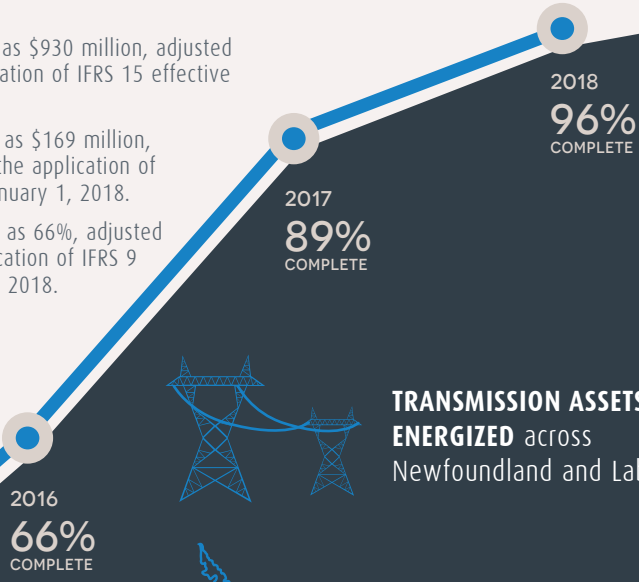 as $930 million, adjusted
ation of IFRS 15 effective
as $169 million,
the application of
nuary 1, 2018.
as 66%, adjusted
cation of IFRS 9
2018.
2018
96%
COMPLETE
2017
89%
COMPLETE
TRANSMISSION ASSETS
ENERGIZED across
Newfoundland and Lab
2016
66%
COMPLETE